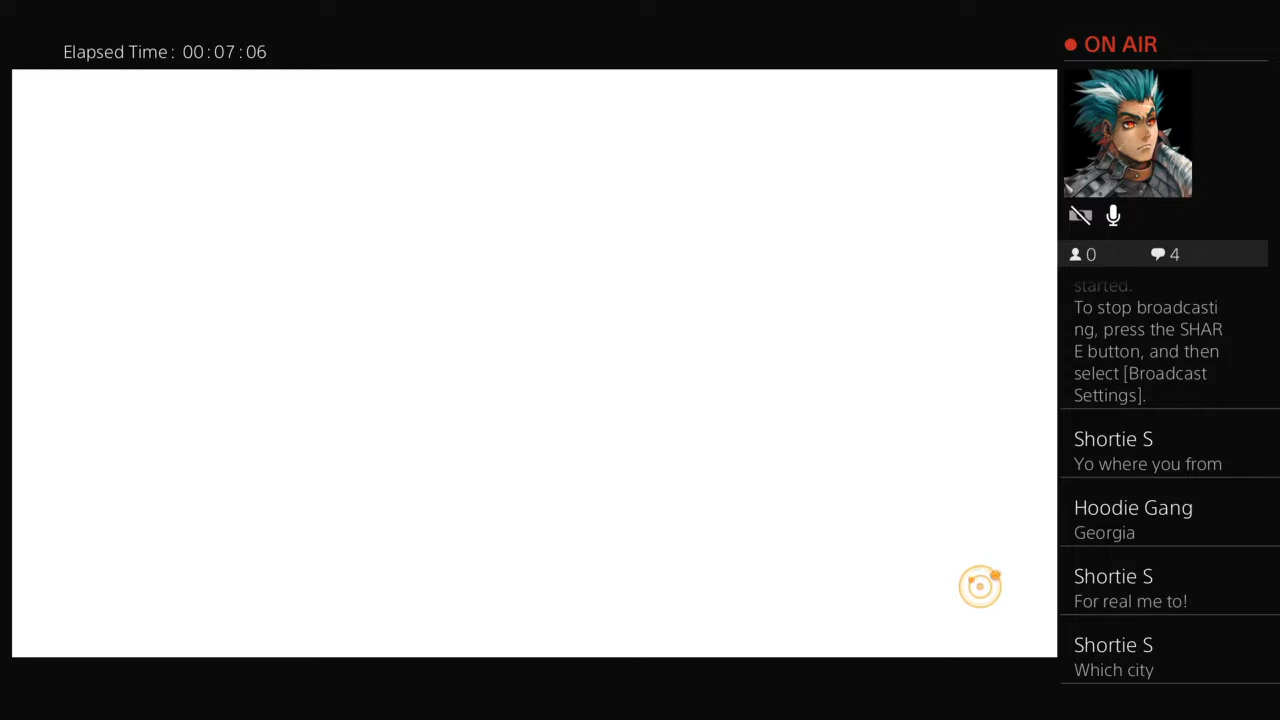 Elapsed Time: 00:07:06
ON AIR
0 4
started.
To stop broadcasti
ng, press the SHAR
E button, and then
select [Broadcast
Settings].
Shortie S
Yo where you from
Hoodie Gang
Georgia
Shortie S
For real me to!
Shortie S
Which city